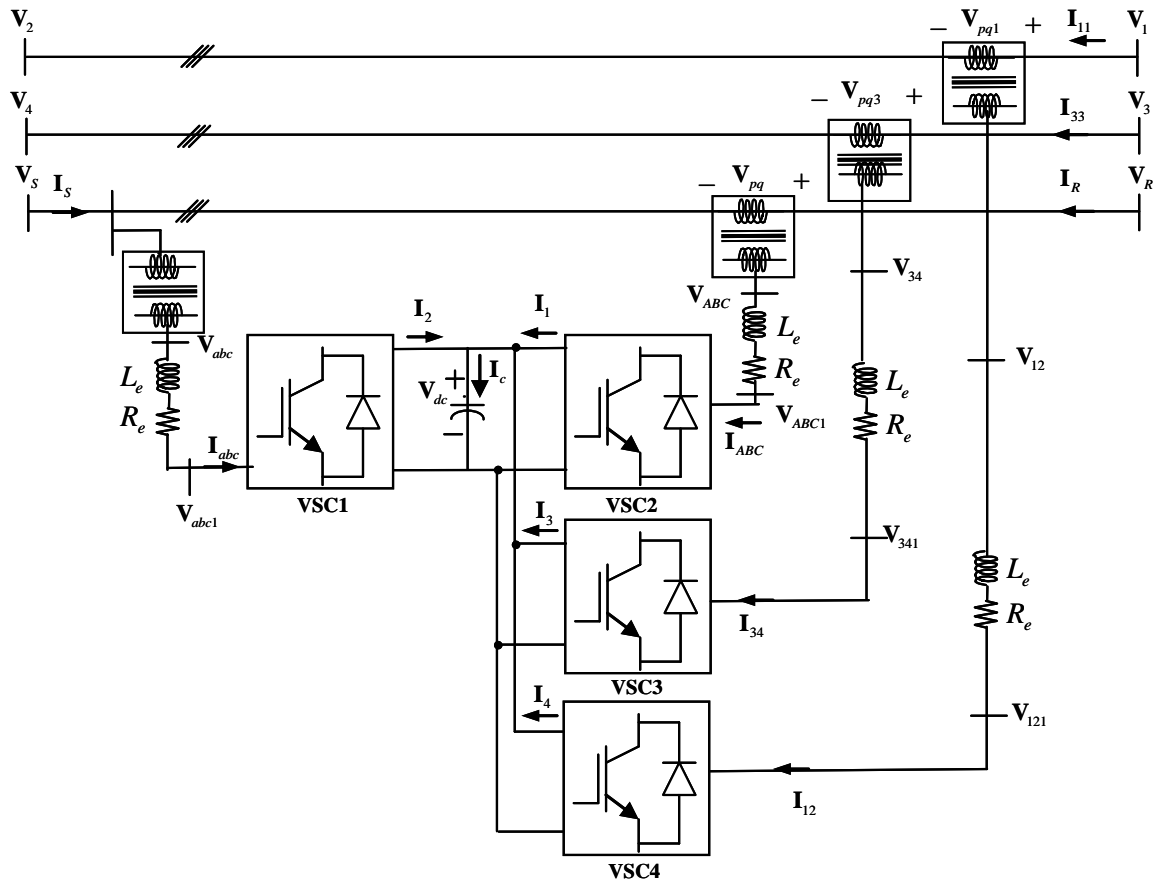 V2
− Vpq1 +
I11
V1
V4
− Vpq3 +
I33
V3
VS
IS
− Vpq +
IR
VR
V34
VABC
I2
I1
Vabc
Le
V12
Le
Vdc
+
Ic
Re
Le
Re
−
VABC1
Re
Iabc
IABC
Vabc1
VSC1
VSC2
I3
V341
Le
I34
Re
VSC3
I4
V121
I12
VSC4